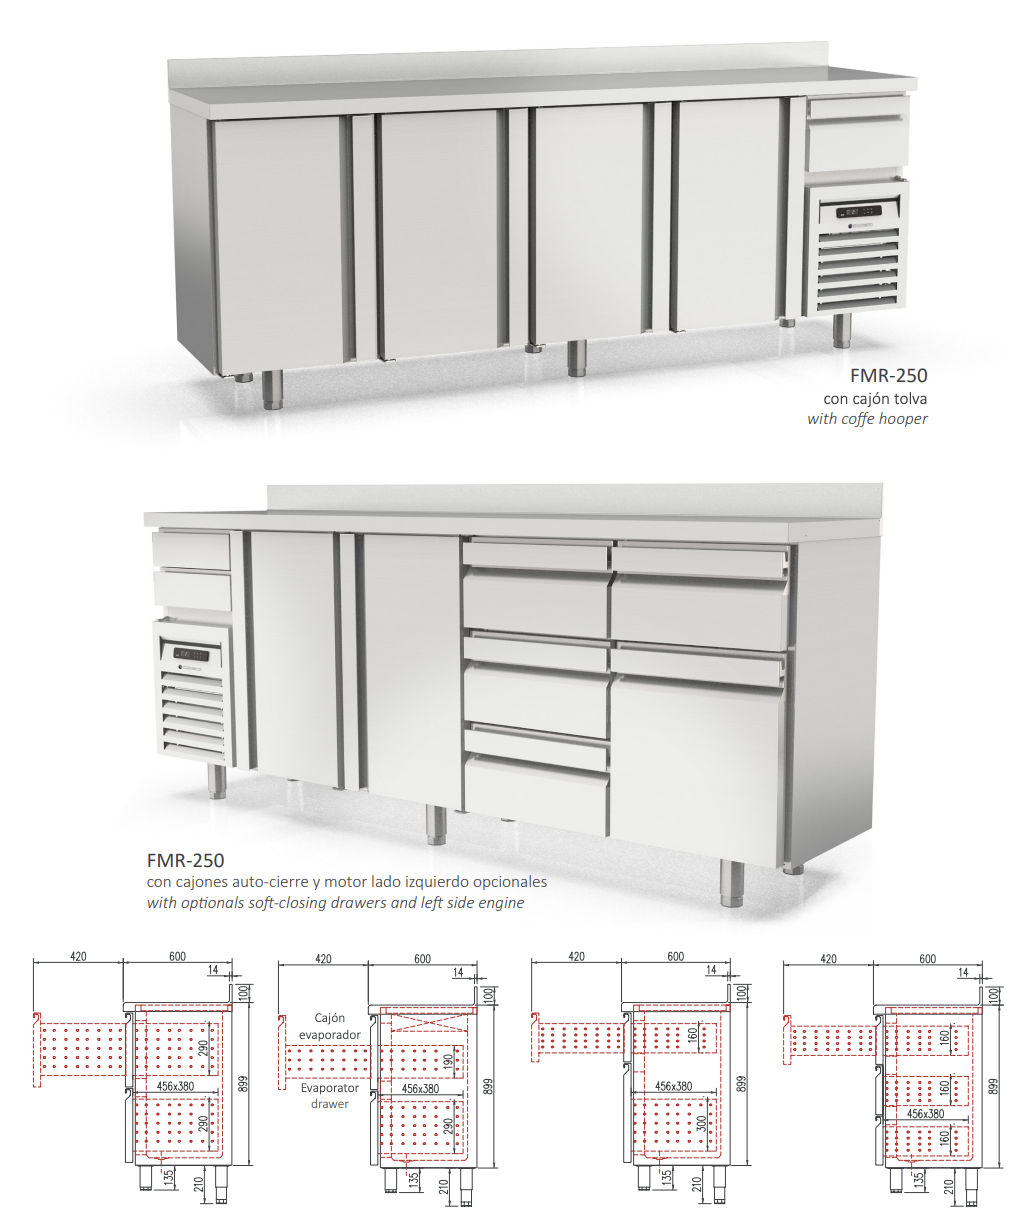 FMR-250
con cajón tolva
with coffe hooper
FMR-250
con cajones auto-cierre y motor lado izquierdo opcionales
with optionals soft-closing drawers and left side engine
420 600
14
100
290
456x380
290
899
135
210
420 600
14
100
Cajón
evaporador
190
Evaporator
drawer
456x380
290
899
135
210
420 600
14
100
160
456x380
300
899
135
210
420 600
14
100
160
160
456x380
160
899
135
210